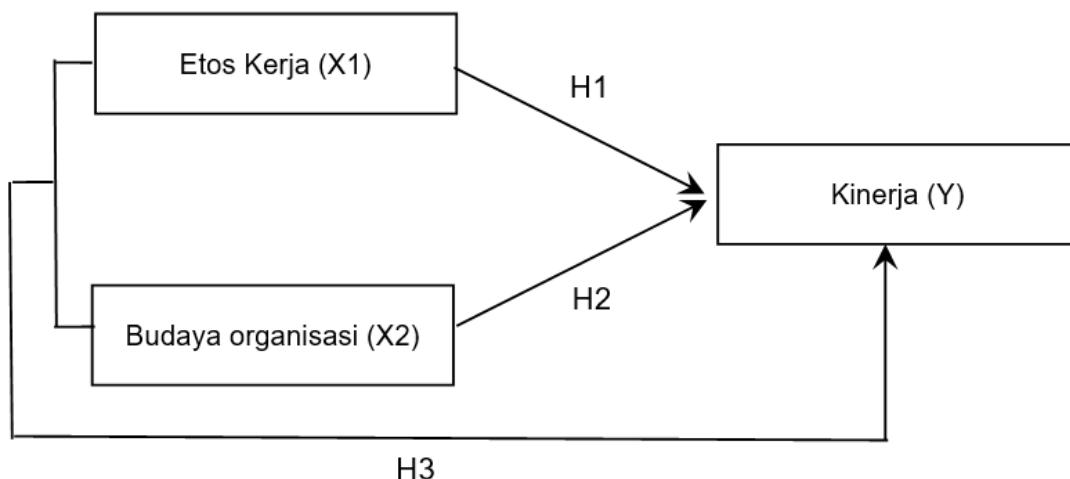 Etos Kerja (X1)
H1
Kinerja (Y)
H2
Budaya organisasi (X2)
H3